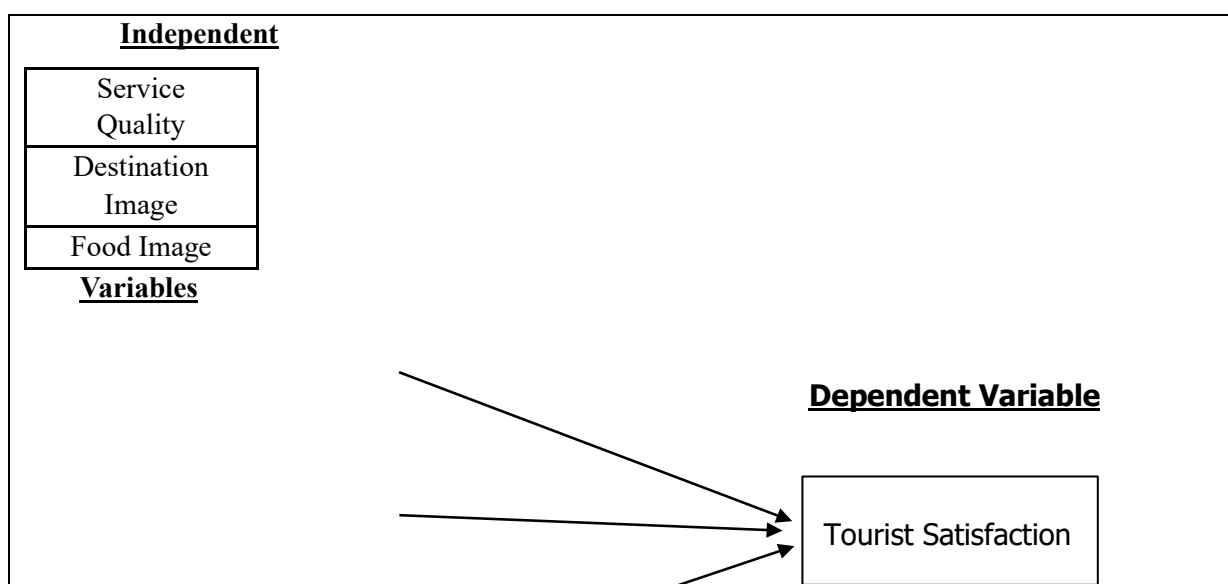 Independent
Service
Quality
Destination
Image
Food Image
Variables
Dependent Variable
Tourist Satisfaction